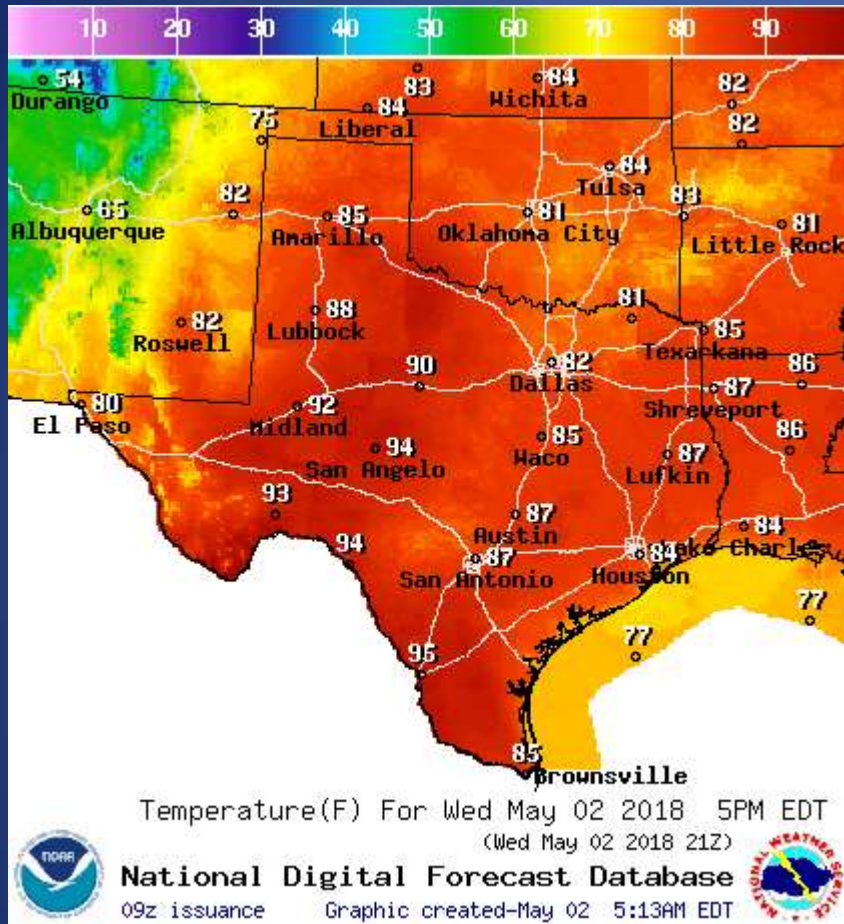 10 20 30 40 50 60 70 80 90
54
Durango
83
84
Wichita
82
84
Liberal
75
82
84
Tulsa
65
Albuquerque
82
85
Amarillo
81
Oklahoma City
83
81
Little Rock
82
Roswell
88
Lubbock
81
85
Texarkana
90
82
Dallas
86
87
Shreveport
80
El Paso
92
Midland
94
San Angelo
85
Waco
87
Lufkin
86
93
87
Austin
84
Lake Charles
94
87
San Antonio
84
Houston
77
77
95
85
Brownsville
Temperature(F) For Wed May 02 2018 5PM EDT
(Wed May 02 2018 21Z)
National Digital Forecast Database
09z issuance Graphic created-May 02 5:13AM EDT
NOAA
NATIONAL WEATHER SERVICE